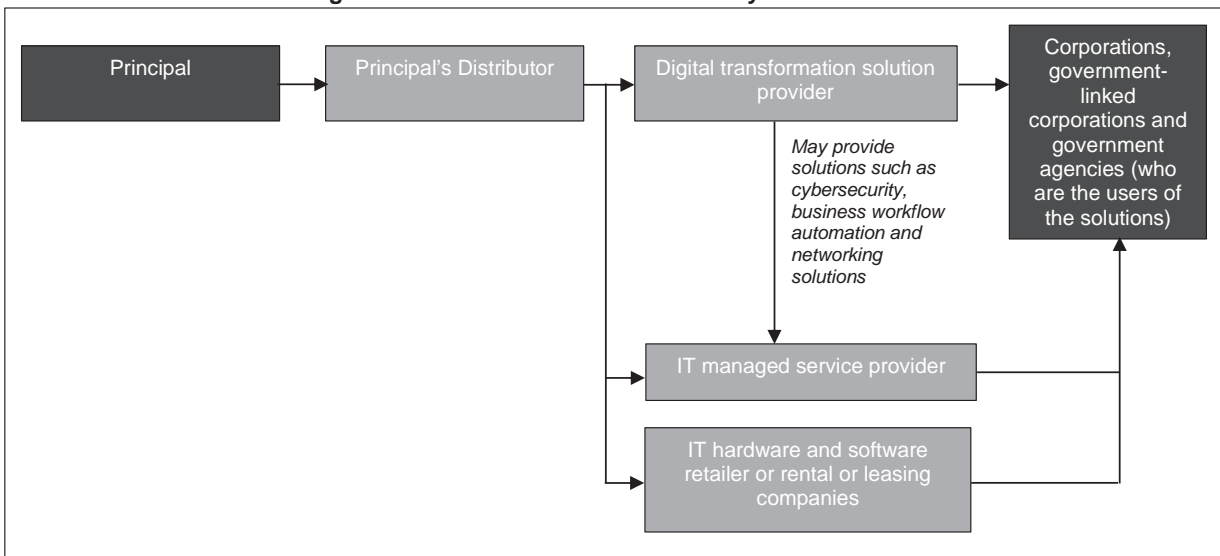 Principal
Principal's Distributor
Digital transformation solution
provider
Corporations,
government-
linked
corporations and
government
agencies (who
are the users of
the solutions)
May provide
solutions such as
cybersecurity,
business workflow
automation and
networking
solutions
IT managed service provider
IT hardware and software
retailer or rental or leasing
companies